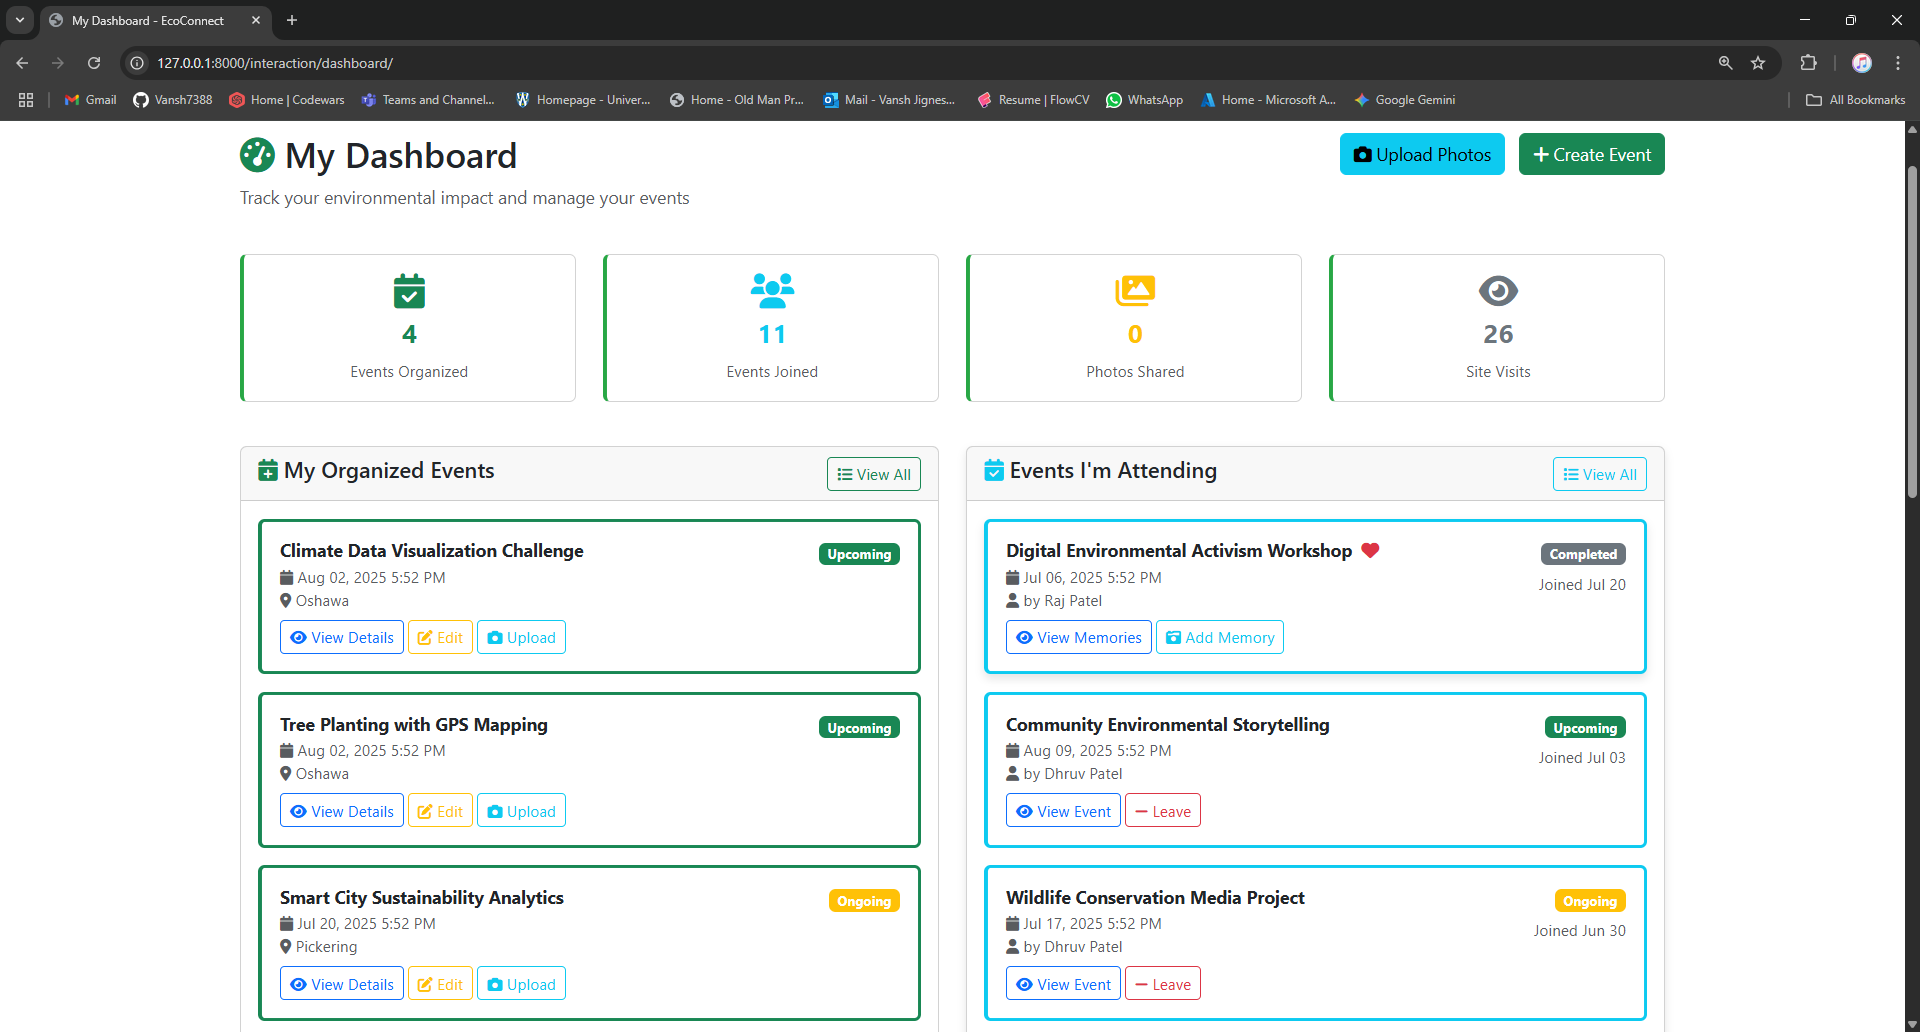 My Dashboard - EcoConnect
127.0.0.1:8000/interaction/dashboard/
Gmail
Vansh7388
Home | Codewars
Teams and Channel...
Homepage - Univer...
Home - Old Man Pr...
Mail - Vansh Jignes...
Resume | FlowCV
WhatsApp
Home - Microsoft A...
Google Gemini
All Bookmarks
My Dashboard
Track your environmental impact and manage your events
Upload Photos
Create Event
4
Events Organized
11
Events Joined
0
Photos Shared
26
Site Visits
My Organized Events
View All
Climate Data Visualization Challenge
Upcoming
Aug 02, 2025 5:52 PM
Oshawa
View Details
Edit
Upload
Tree Planting with GPS Mapping
Upcoming
Aug 02, 2025 5:52 PM
Oshawa
View Details
Edit
Upload
Smart City Sustainability Analytics
Ongoing
Jul 20, 2025 5:52 PM
Pickering
View Details
Edit
Upload
Events I'm Attending
View All
Digital Environmental Activism Workshop
Completed
Jul 06, 2025 5:52 PM
Joined Jul 20
by Raj Patel
View Memories
Add Memory
Community Environmental Storytelling
Upcoming
Aug 09, 2025 5:52 PM
Joined Jul 03
by Dhruv Patel
View Event
Leave
Wildlife Conservation Media Project
Ongoing
Jul 17, 2025 5:52 PM
Joined Jun 30
by Dhruv Patel
View Event
Leave